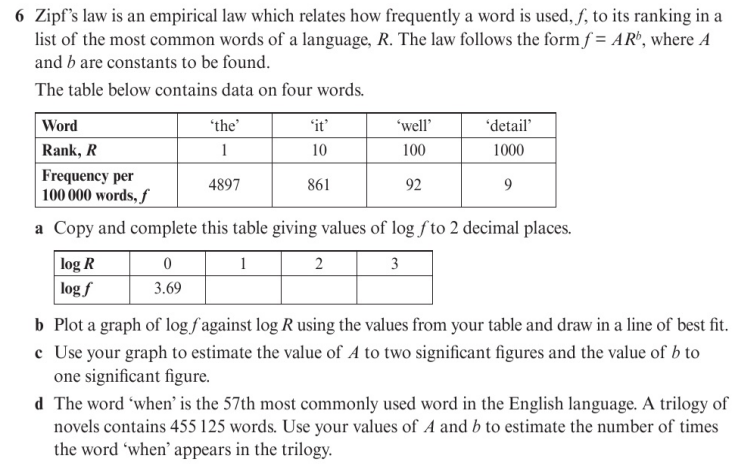 6 Zipf’s law is an empirical law which relates how frequently a word is used, f, to its ranking in a
list of the most common words of a language, R. The law follows the form f = ARᵇ, where A
and b are constants to be found.
The table below contains data on four words.
Word ‘the’ ‘it’ ‘well’ ‘detail’
Rank, R 1 10 100 1000
Frequency per
100 000 words, f 4897 861 92 9
a Copy and complete this table giving values of log f to 2 decimal places.
log R 0 1 2 3
log f 3.69
b Plot a graph of log f against log R using the values from your table and draw in a line of best fit.
c Use your graph to estimate the value of A to two significant figures and the value of b to
one significant figure.
d The word ‘when’ is the 57th most commonly used word in the English language. A trilogy of
novels contains 455 125 words. Use your values of A and b to estimate the number of times
the word ‘when’ appears in the trilogy.